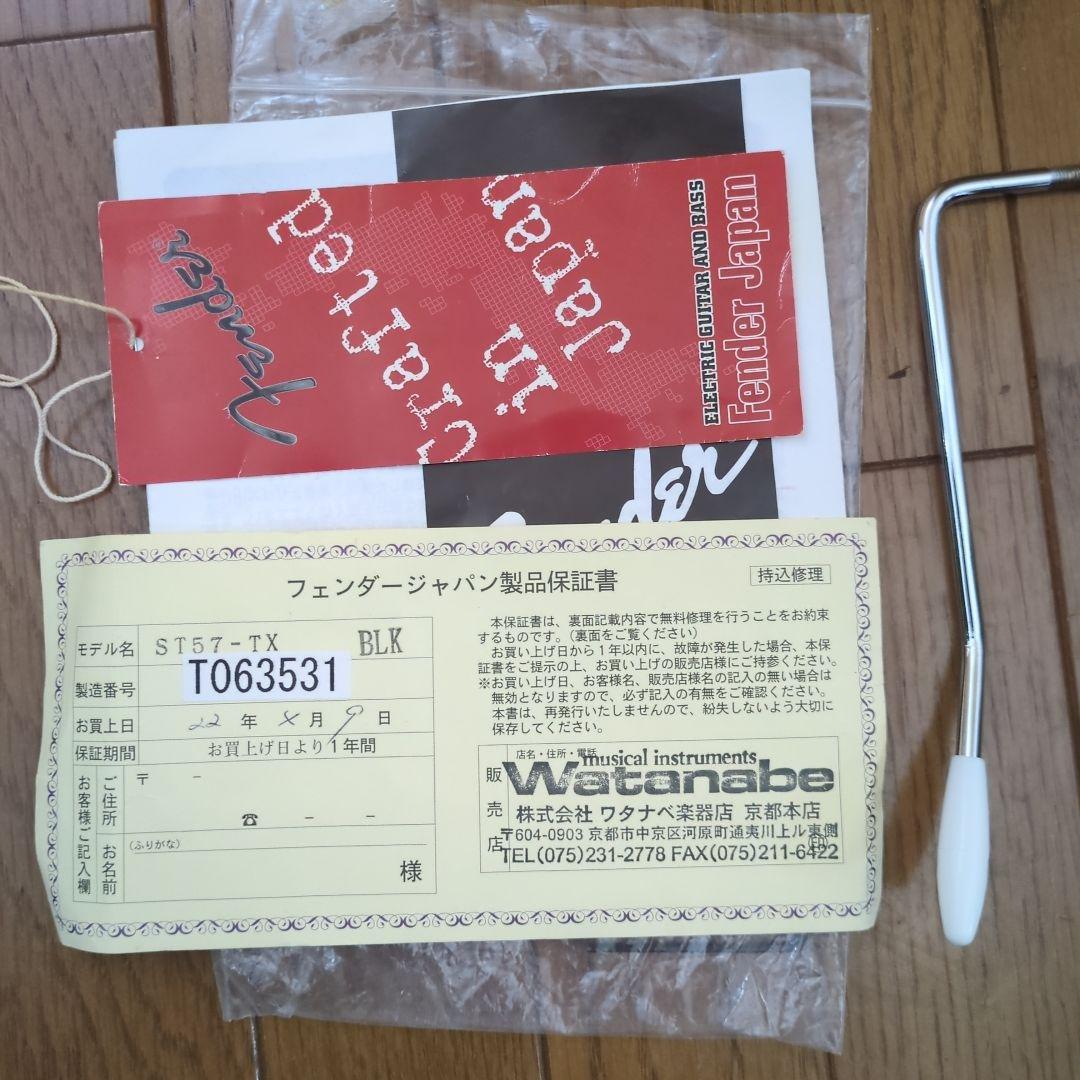 Fender
Crafted
in
Japan
ELECTRIC GUITAR AND BASS
Fender Japan
Fender
フェンダージャパン製品保証書
持込修理
モデル名 ST57-TX BLK
製造番号 T063531
お買上日 22 年 月 9 日
保証期間 お買上げ日より1年間
お客様ご記入欄
ご住所
〒 -
☎ - -
お名前
(ふりがな)
様
本保証書は、裏面記載内容で無料修理を行うことをお約束
するものです。(裏面をご覧ください)
お買い上げ日から1年以内に、故障が発生した場合、本保
証書をご提示の上、お買い上げの販売店様にご持参ください。
※お買い上げ日、お客様名、販売店様名の記入の無い場合は
無効となりますので、必ず記入の有無をご確認ください。
本書は、再発行いたしませんので、紛失しないよう大切に
保存してください。
販売店
店名・住所・電話
musical instruments
Watanabe
株式会社 ワタナベ楽器店 京都本店
〒604-0903 京都市中京区河原町通夷川上ル東側
TEL(075)231-2778 FAX(075)211-6422